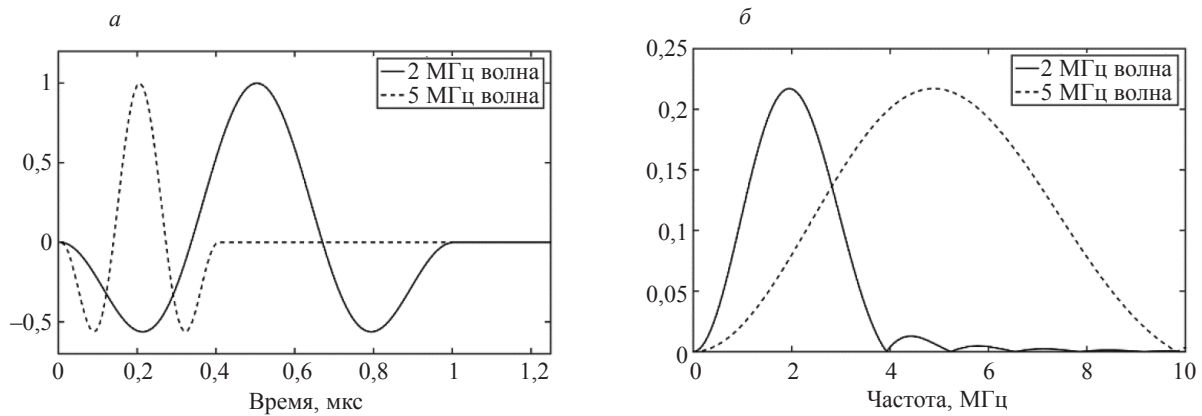 а
1
0,5
0
–0,5
0
0,2
0,4
0,6
0,8
1
1,2
2 МГц волна
5 МГц волна
Время, мкс
б
0,25
0,2
0,15
0,1
0,05
0
0
2
4
6
8
10
2 МГц волна
5 МГц волна
Частота, МГц